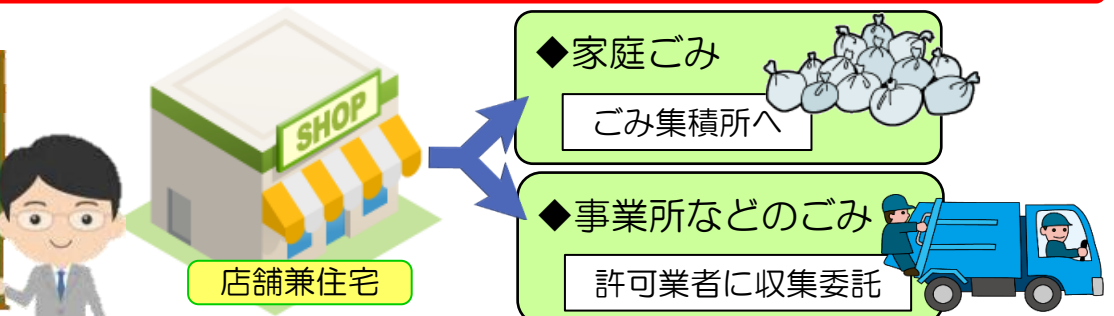 ◆家庭ごみ
ごみ集積所へ
SHOP
◆事業所などのごみ
店舗兼住宅
許可業者に収集委託